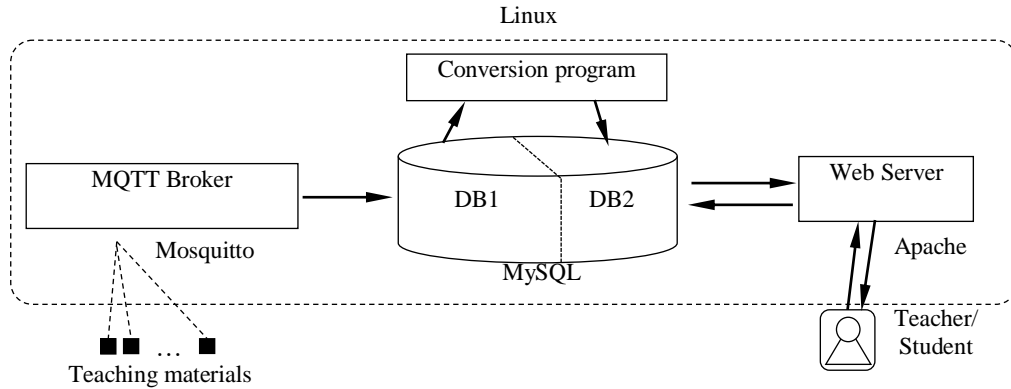 Linux
Conversion program
MQTT Broker
DB1
DB2
Web Server
Mosquitto
MySQL
Apache
Teacher/
Student
...
Teaching materials